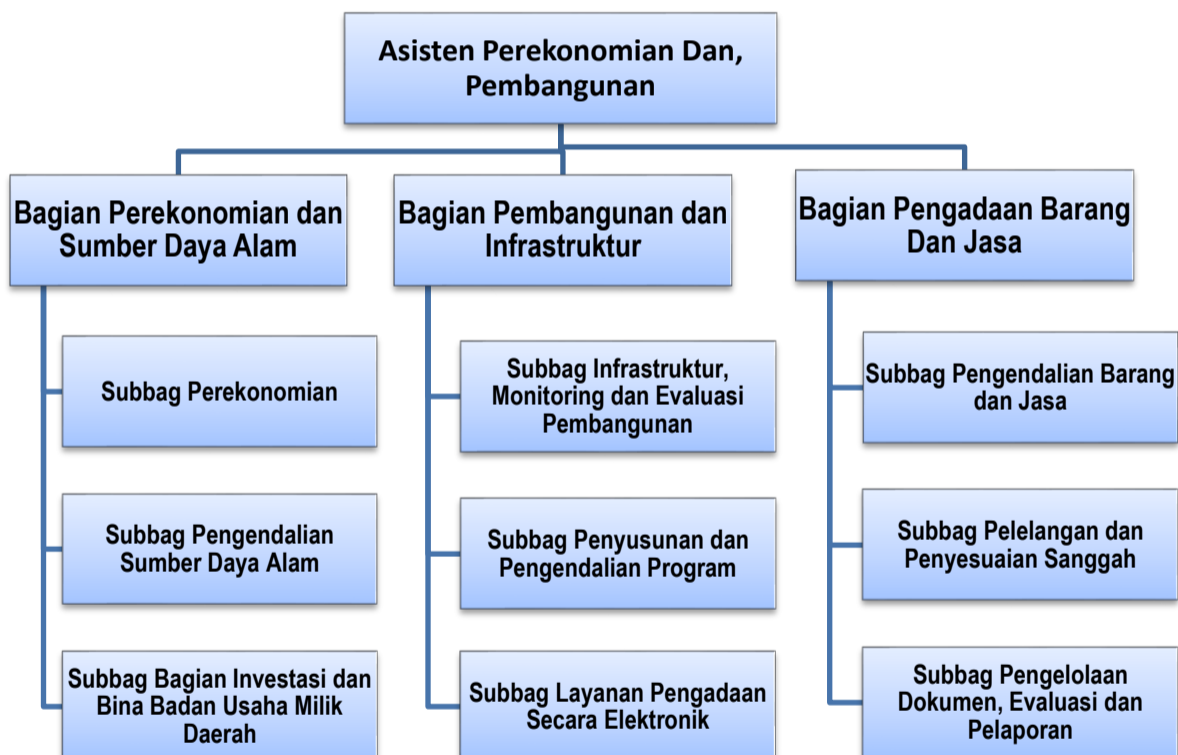 Asisten Perekonomian Dan,
Pembangunan
Bagian Perekonomian dan
Sumber Daya Alam
Subbag Perekonomian
Subbag Pengendalian
Sumber Daya Alam
Subbag Bagian Investasi dan
Bina Badan Usaha Milik
Daerah
Bagian Pembangunan dan
Infrastruktur
Subbag Infrastruktur,
Monitoring dan Evaluasi
Pembangunan
Subbag Penyusunan dan
Pengendalian Program
Subbag Layanan Pengadaan
Secara Elektronik
Bagian Pengadaan Barang
Dan Jasa
Subbag Pengendalian Barang
dan Jasa
Subbag Pelelangan dan
Penyesuaian Sanggah
Subbag Pengelolaan
Dokumen, Evaluasi dan
Pelaporan